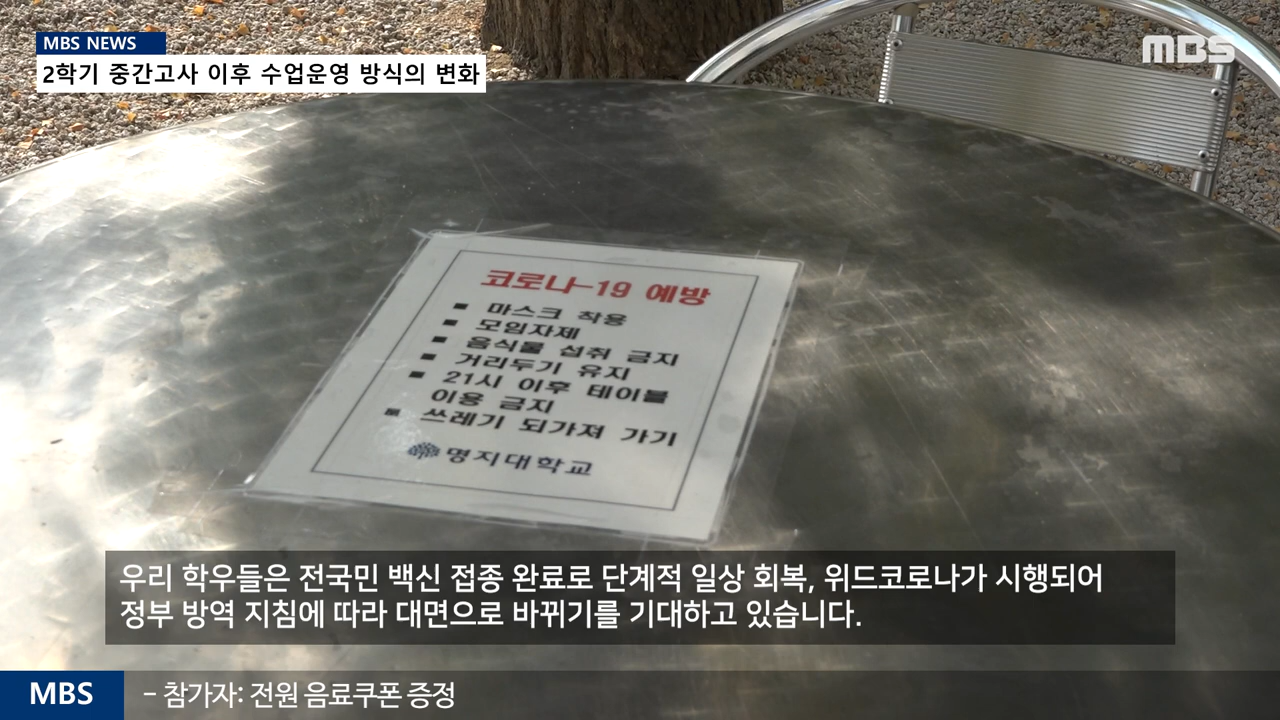 MBS NEWS
2학기 중간고사 이후 수업운영 방식의 변화
MBS
코로나-19 예방
■ 마스크 착용
■ 모임자제
■ 음식물 섭취 금지
■ 거리두기 유지
■ 21시 이후 테이블
이용 금지
■ 쓰레기 되가져 가기
명지대학교
우리 학우들은 전국민 백신 접종 완료로 단계적 일상 회복, 위드코로나가 시행되어
정부 방역 지침에 따라 대면으로 바뀌기를 기대하고 있습니다.
MBS
- 참가자: 전원 음료쿠폰 증정